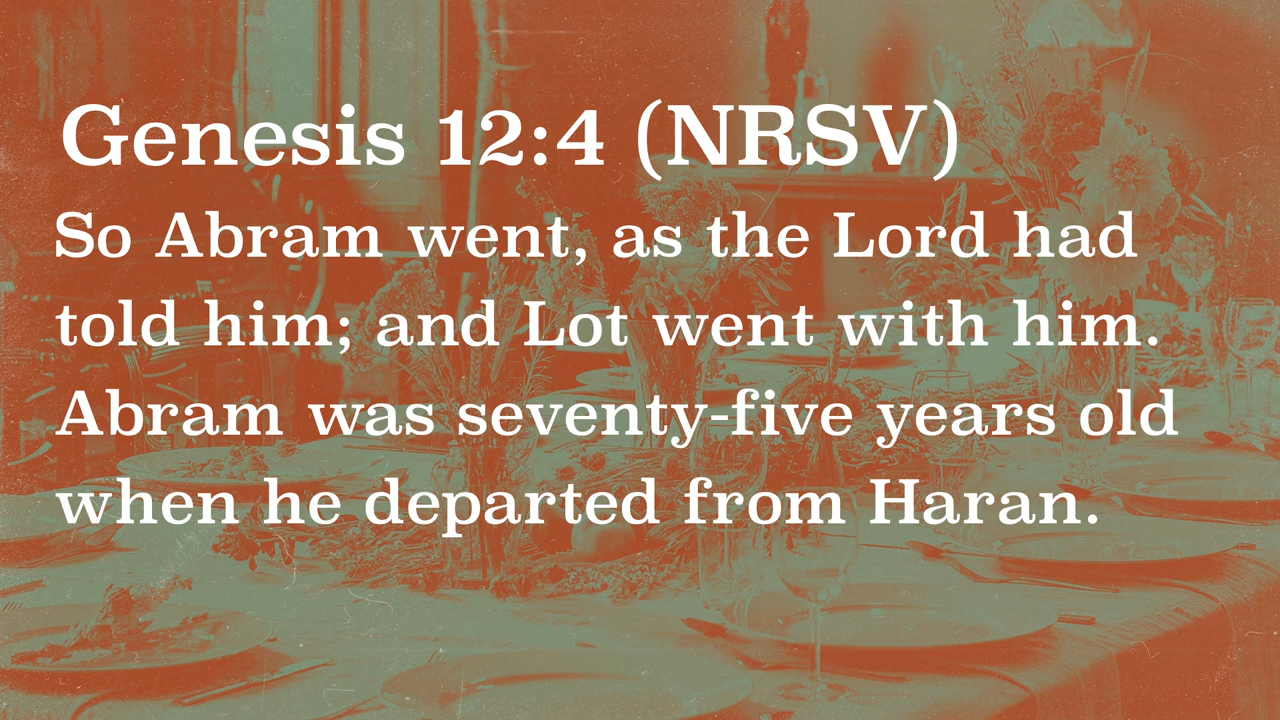 Genesis 12:4 (NRSV)
So Abram went, as the Lord had
told him; and Lot went with him.
Abram was seventy-five years old
when he departed from Haran.